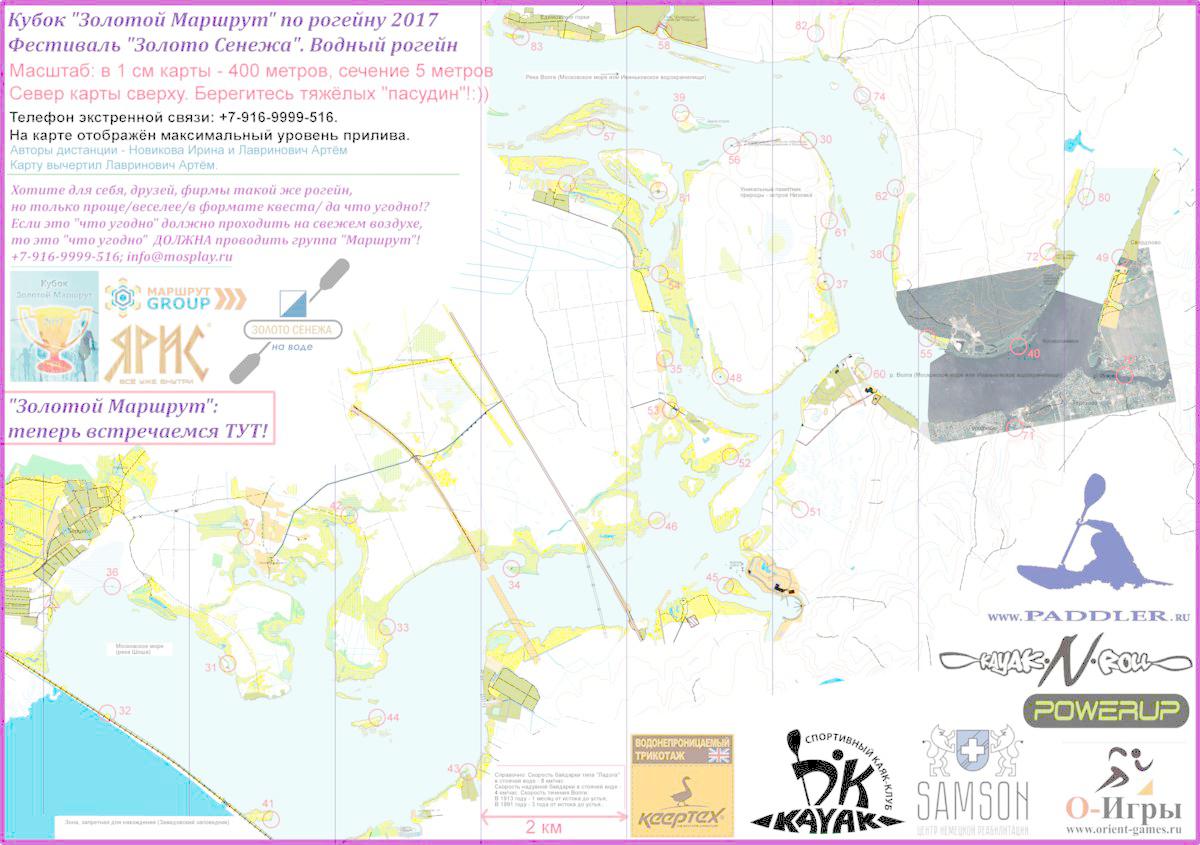 Кубок "Золотой Маршрут" по рогейну 2017
Фестиваль "Золото Сенежа". Водный рогейн
Масштаб: в 1 см карты - 400 метров, сечение 5 метров
Север карты сверху. Берегитесь тяжёлых "пасудин"!:))
Телефон экстренной связи: +7-916-9999-516.
На карте отображён максимальный уровень прилива.
Авторы дистанции - Новикова Ирина и Лавринович Артём
Карту вычертил Лавринович Артём.
Хотите для себя, друзей, фирмы такой же рогейн,
но только проще/веселее/в формате квеста/ да что угодно!?
Если это "что угодно" должно проходить на свежем воздухе,
то это "что угодно" ДОЛЖНА проводить группа "Маршрут"!
+7-916-9999-516; info@mosplay.ru
Кубок
Золотой Маршрут
2017
МАРШРУТ
GROUP
ЯРИС
ВСЁ УЖЕ ВНУТРИ
ЗОЛОТО СЕНЕЖА
на воде
"Золотой Маршрут":
теперь встречаемся ТУТ!
83
58
82
Река Волга (Московское море или Иваньковское водохранилище)
39
74
57
56
30
75
81
62
80
Уникальный памятник
природы - остров Низовка
61
38
72
49
Свердлово
54
37
55
40
35
48
60
р. Волга (Московское море или Иваньковское водохранилище)
71
53
52
51
47
42
46
36
34
45
33
31
Московское море
(река Шоша)
32
44
43
41
Зона, запретная для нахождения (Завидовский заповедник)
Справочно: Скорость байдарки типа "Ладога"
в стоячей воде - 8 км/час.
Скорость надувной байдарки в стоячей воде -
4 км/час. Скорость течения Волги:
В 1913 году - 1 месяц от истока до устья,
В 1991 году - 3 года от истока до устья.
2 км
ВОДОНЕПРОНИЦАЕМЫЙ
ТРИКОТАЖ
Keeptex
СПОРТИВНЫЙ КАЯК-КЛУБ
KAYAK
SAMSON
ЦЕНТР НЕМЕЦКОЙ РЕАБИЛИТАЦИИ
www.PADDLER.RU
KAYAK·N·ROLL
POWERUP
О-Игры
www.orient-games.ru